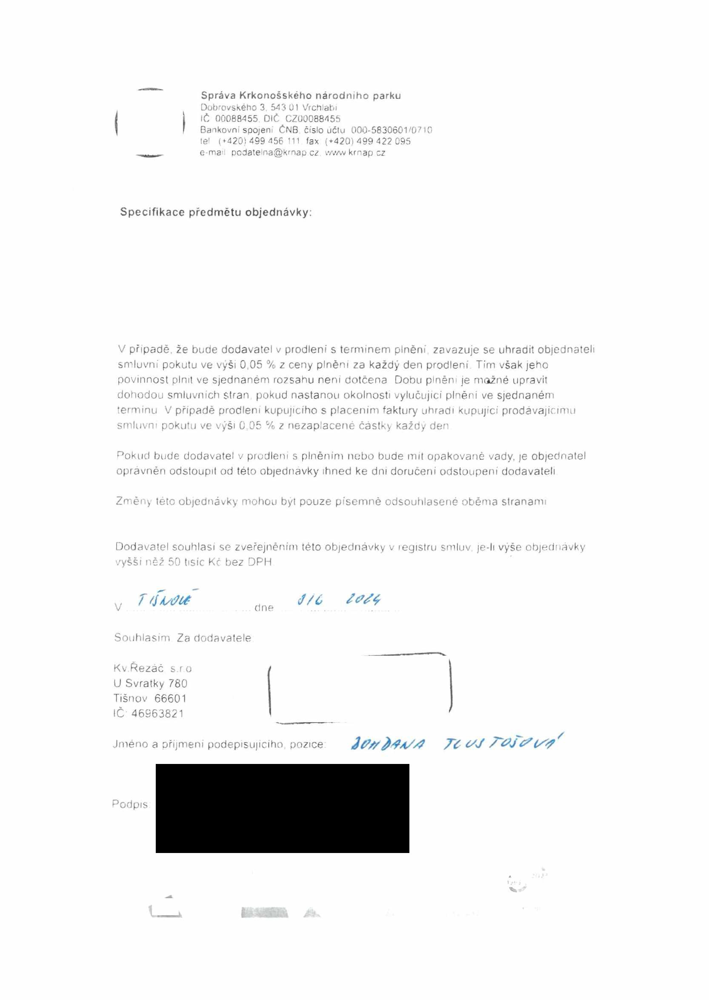 Správa Krkonošského národního parku
Dobrovského 3, 543 01 Vrchlabí
IČ 00088455, DIČ CZ00088455
Bankovní spojení ČNB, číslo účtu 000-5830601/0710
tel (+420) 499 456 111 fax (+420) 499 422 095
e-mail podatelna@krnap cz, www krnap cz
Specifikace předmětu objednávky:
V případě, že bude dodavatel v prodlení s termínem plnění, zavazuje se uhradit objednateli
smluvní pokutu ve výši 0,05 % z ceny plnění za každý den prodlení. Tím však jeho
povinnost plnit ve sjednaném rozsahu není dotčena Dobu plnění je možné upravit
dohodou smluvních stran, pokud nastanou okolnosti vylučující plnění ve sjednaném
termínu V případě prodlení kupujícího s placením faktury uhradí kupující prodávajícímu
smluvní pokutu ve výši 0,05 % z nezaplacené částky každý den
Pokud bude dodavatel v prodlení s plněním nebo bude mít opakované vady, je objednatel
oprávněn odstoupit od této objednávky ihned ke dni doručení odstoupení dodavateli.
Změny této objednávky mohou být pouze písemně odsouhlasené oběma stranami
Dodavatel souhlasí se zveřejněním této objednávky v registru smluv, je-li výše objednávky
vyšší něž 50 tisíc Kč bez DPH
V TIŠNOVĚ dne 2024
Souhlasím Za dodavatele:
Kv.Řezáč s.r.o
U Svratky 780
Tišnov 66601
IČ: 46963821
Jméno a příjmení podepisujícího, pozice: BOHDANA TLUSTOŠOVÁ
Podpis: